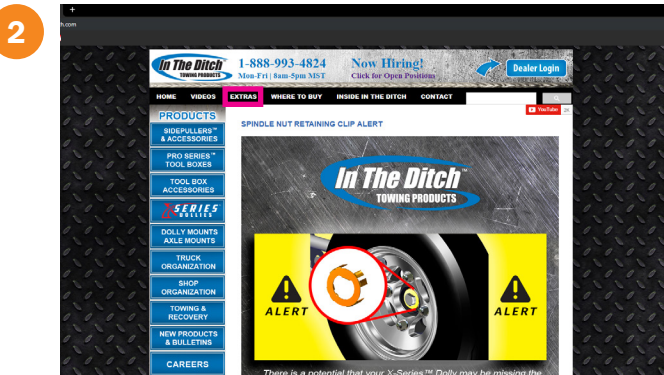 2
+
h.com
In The Ditch
TOWING PRODUCTS
1-888-993-4824
Mon-Fri | 8am-5pm MST
Now Hiring!
Click for Open Positions
Dealer Login
HOME VIDEOS EXTRAS WHERE TO BUY INSIDE IN THE DITCH CONTACT
YouTube
PRODUCTS
SIDEPULLERS™
& ACCESSORIES
PRO SERIES™
TOOL BOXES
TOOL BOX
ACCESSORIES
X SERIES
DOLLIES
DOLLY MOUNTS
AXLE MOUNTS
TRUCK
ORGANIZATION
SHOP
ORGANIZATION
TOWING &
RECOVERY
NEW PRODUCTS
& BULLETINS
CAREERS
SPINDLE NUT RETAINING CLIP ALERT
In The Ditch™
TOWING PRODUCTS
ALERT
ALERT
There is a potential that your X-Series™ Dolly may be missing the